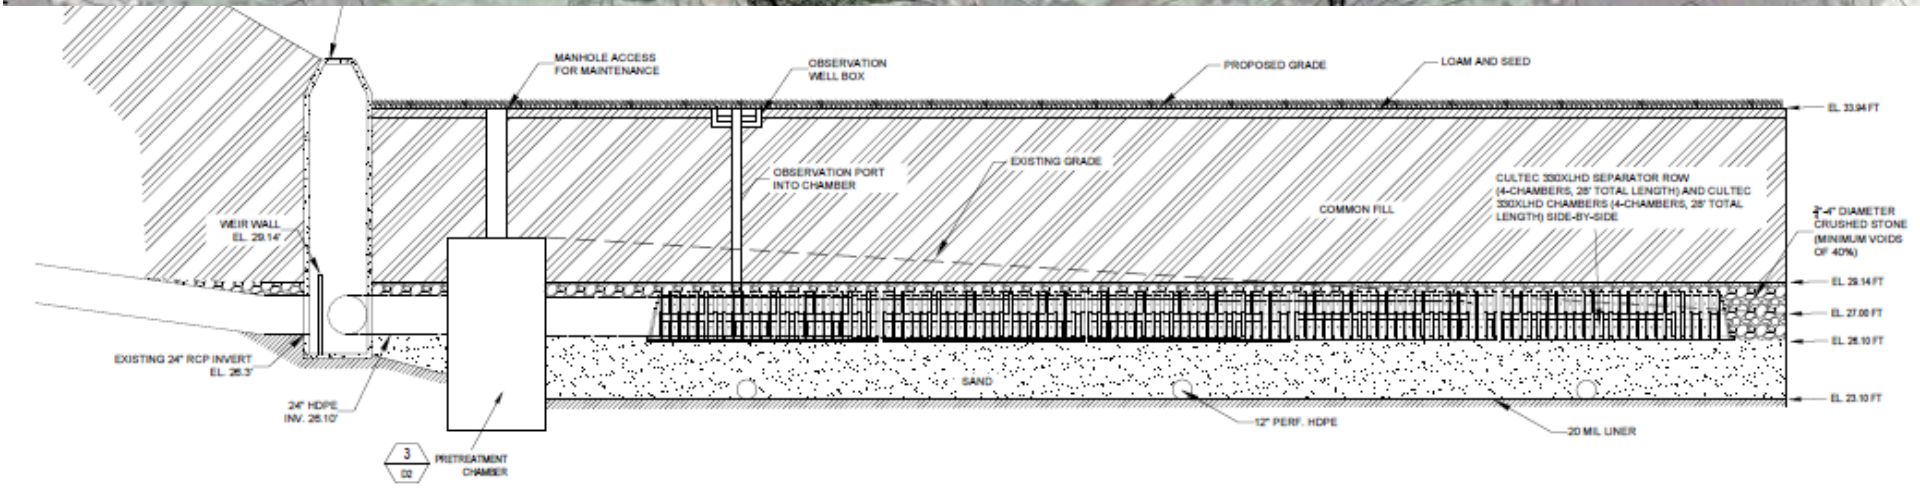 MANHOLE ACCESS
FOR MAINTENANCE
OBSERVATION
WELL BOX
PROPOSED GRADE
LOAM AND SEED
EL. 33.94 FT
OBSERVATION PORT
INTO CHAMBER
EXISTING GRADE
COMMON FILL
CULTEC 330XLHD SEPARATOR ROW
(4-CHAMBERS, 28' TOTAL LENGTH) AND CULTEC
330XLHD CHAMBERS (4-CHAMBERS, 28' TOTAL
LENGTH) SIDE-BY-SIDE
DIAMETER
CRUSHED STONE
(MINIMUM VOIDS
OF 40%)
WEIR WALL
EL. 29.14'
EL. 29.14 FT
EL. 27.00 FT
EL. 26.10 FT
EXISTING 24" RCP INVERT
EL. 26.3'
24" HDPE
INV. 26.10'
SAND
EL. 23.10 FT
12" PERF. HDPE
20 MIL LINER
3
D2
PRETREATMENT
CHAMBER